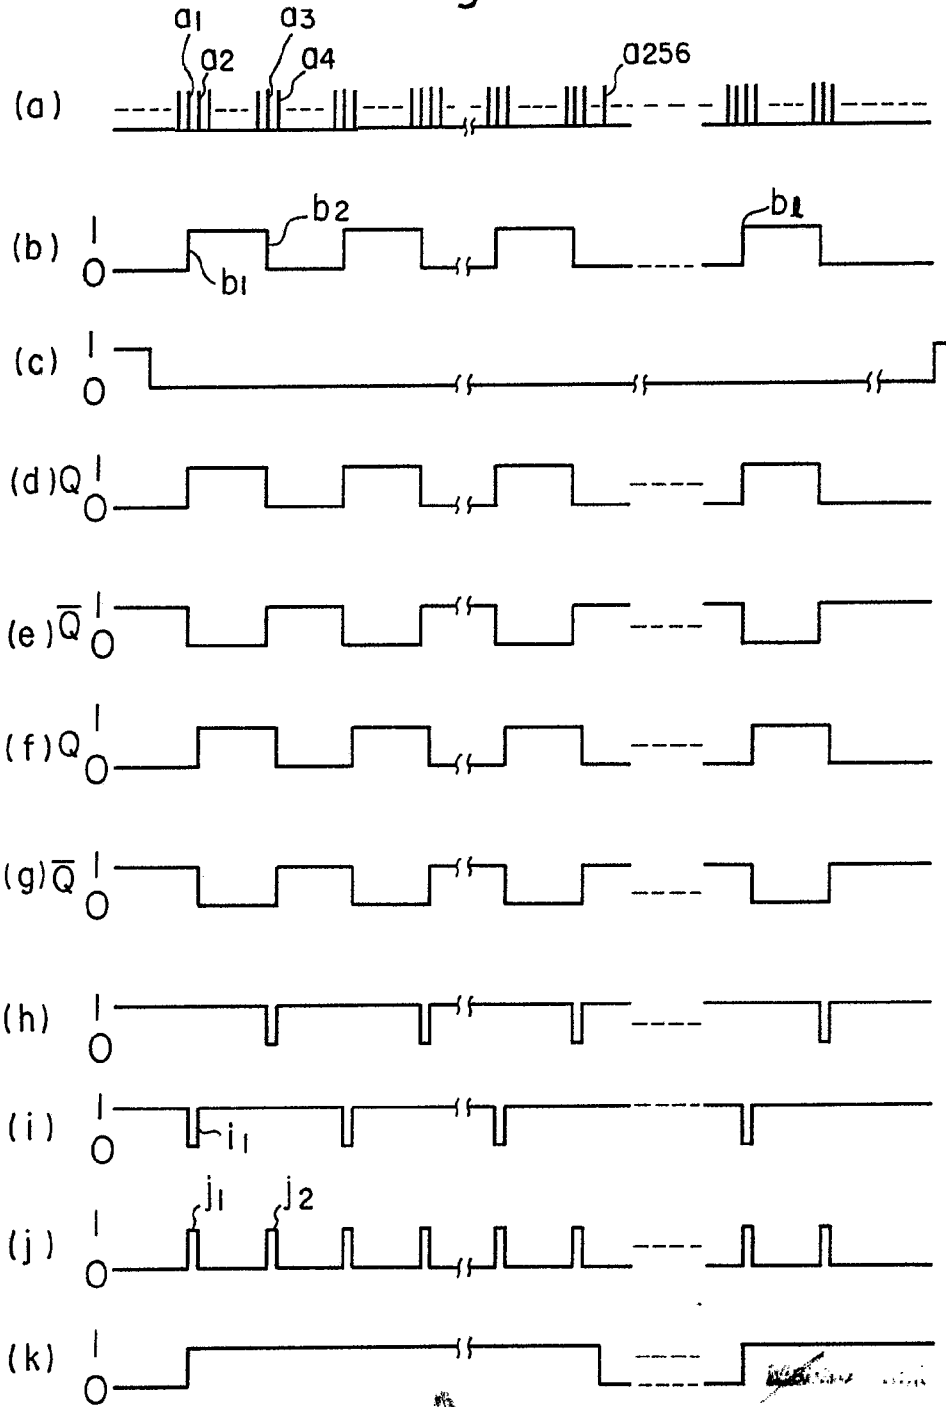 a1
a2
a3
a4
a256
(a)
(b) 1
0
b1
b2
bl
(c) 1
0
(d) Q 1
0
(e) Q̅ 1
0
(f) Q 1
0
(g) Q̅ 1
0
(h) 1
0
(i) 1
0
i1
(j) 1
0
j1
j2
(k) 1
0